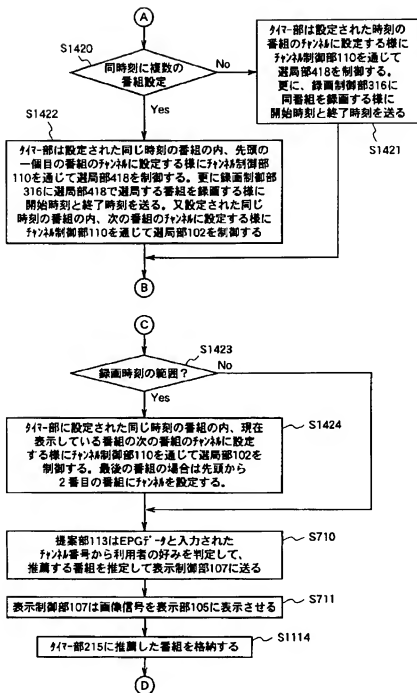 A
S1420
同時刻に複数の
番組設定
No
Yes
ﾀｲﾏｰ部は設定された時刻の
番組のﾁｬﾝﾈﾙに設定する様に
ﾁｬﾝﾈﾙ制御部110を通じて
選局部418を制御する。
更に、録画制御部316に
同番組を録画する様に
開始時刻と終了時刻を送る
S1421
S1422
ﾀｲﾏｰ部は設定された同じ時刻の番組の内、先頭の
一個目の番組のﾁｬﾝﾈﾙに設定する様にﾁｬﾝﾈﾙ制御部
110を通じて選局部418を制御する。更に録画制御部
316に選局部418で選局する番組を録画する様に
開始時刻と終了時刻を送る。又設定された同じ
時刻の番組の内、次の番組のﾁｬﾝﾈﾙに設定する様に
ﾁｬﾝﾈﾙ制御部110を通じて選局部102を制御する
B
C
S1423
録画時刻の範囲?
No
Yes
ﾀｲﾏｰ部に設定された同じ時刻の番組の内、現在
表示している番組の次の番組のﾁｬﾝﾈﾙに設定
する様にﾁｬﾝﾈﾙ制御部110を通じて選局部102を
制御する。最後の番組の場合は先頭から
2番目の番組にﾁｬﾝﾈﾙを設定する。
S1424
提案部113はEPGﾃﾞｰﾀと入力された
ﾁｬﾝﾈﾙ番号から利用者の好みを判定して、
推薦する番組を推定して表示制御部107に送る
S710
表示制御部107は画像信号を表示部105に表示させる
S711
ﾀｲﾏｰ部215に推薦した番組を格納する
S1114
D